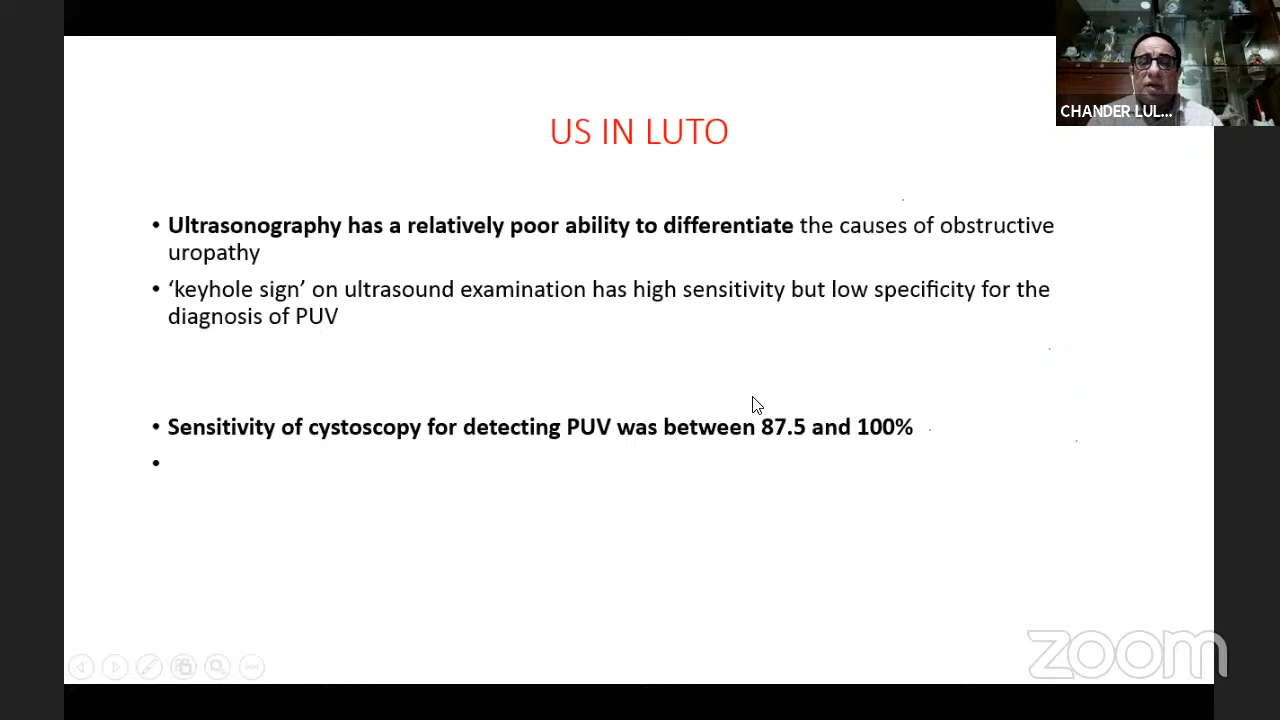 CHANDER LUL...
US IN LUTO
• Ultrasonography has a relatively poor ability to differentiate the causes of obstructive
uropathy
• ‘keyhole sign’ on ultrasound examination has high sensitivity but low specificity for the
diagnosis of PUV
• Sensitivity of cystoscopy for detecting PUV was between 87.5 and 100%
•
zoom